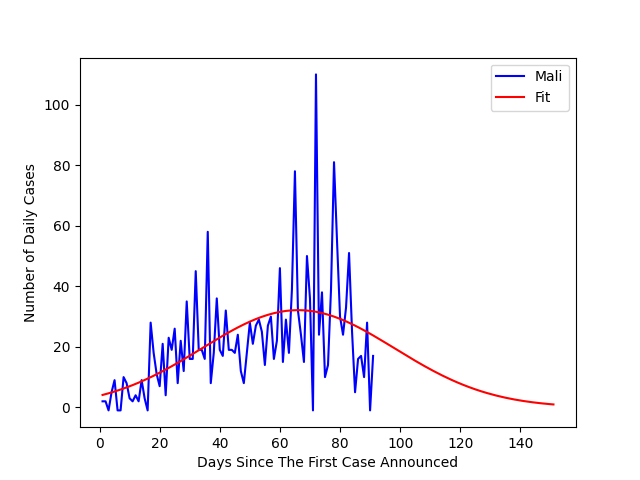 Mali
Fit
Number of Daily Cases
100
80
60
40
20
0
0 20 40 60 80 100 120 140
Days Since The First Case Announced